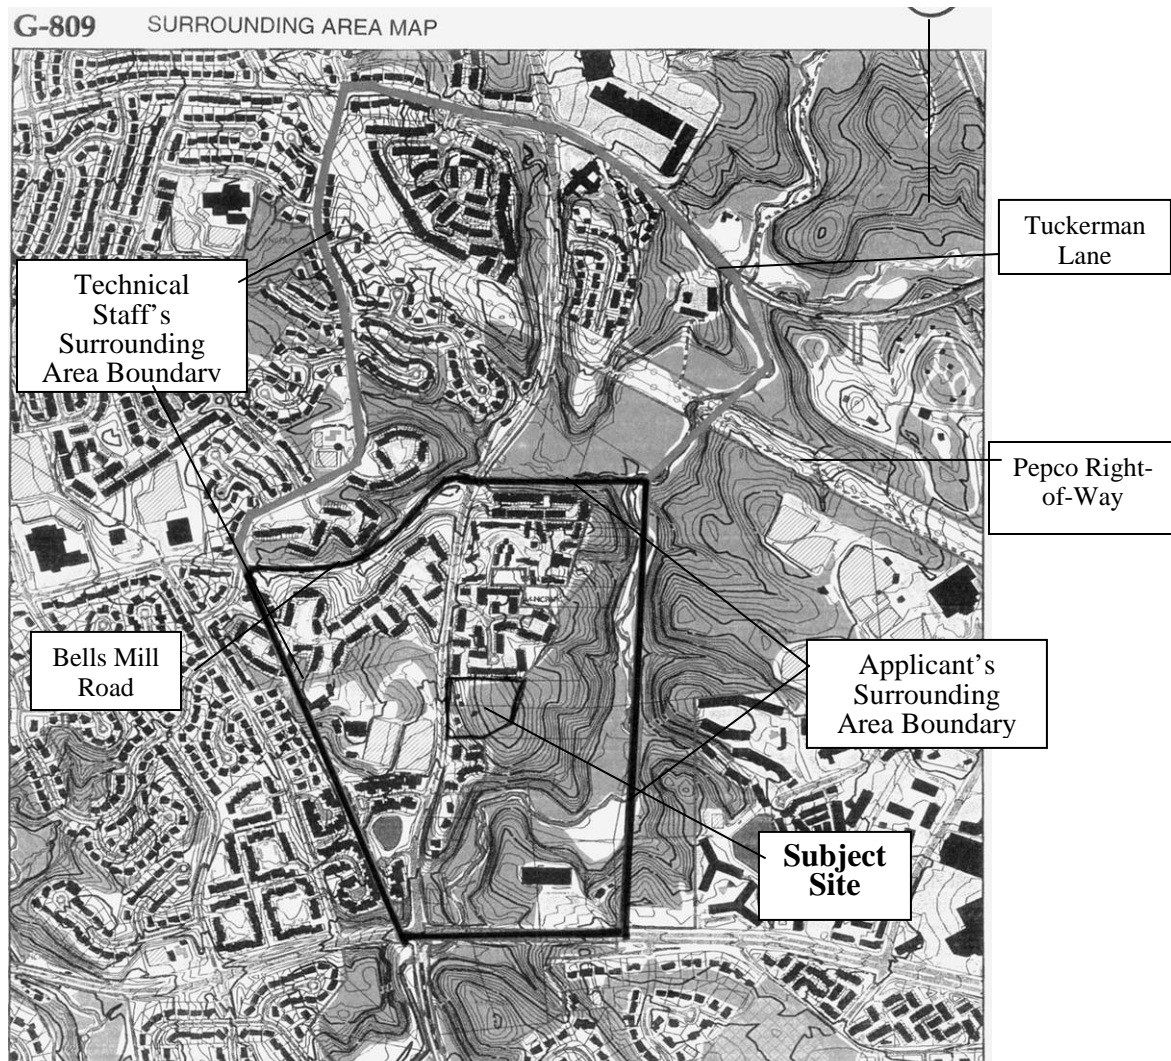 G-809 SURROUNDING AREA MAP
Tuckerman
Lane
Technical
Staff's
Surrounding
Area Boundary
Pepco Right-
of-Way
Bells Mill
Road
Applicant's
Surrounding
Area Boundary
Subject
Site